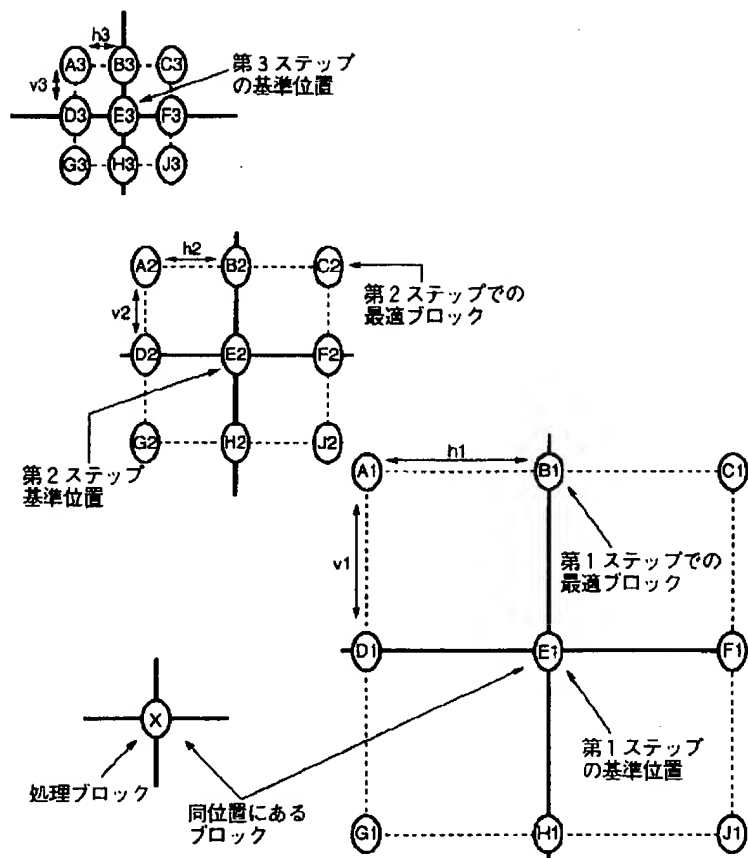 h3
A3 B3 C3
第3ステップ
の基準位置
v3
D3 E3 F3
G3 H3 J3
h2
A2 B2 C2
v2
第2ステップでの
最適ブロック
D2 E2 F2
G2 H2 J2
第2ステップ
基準位置
h1
A1 B1 C1
v1
第1ステップでの
最適ブロック
D1 E1 F1
X
第1ステップ
の基準位置
処理ブロック
同位置にある
ブロック
G1 H1 J1